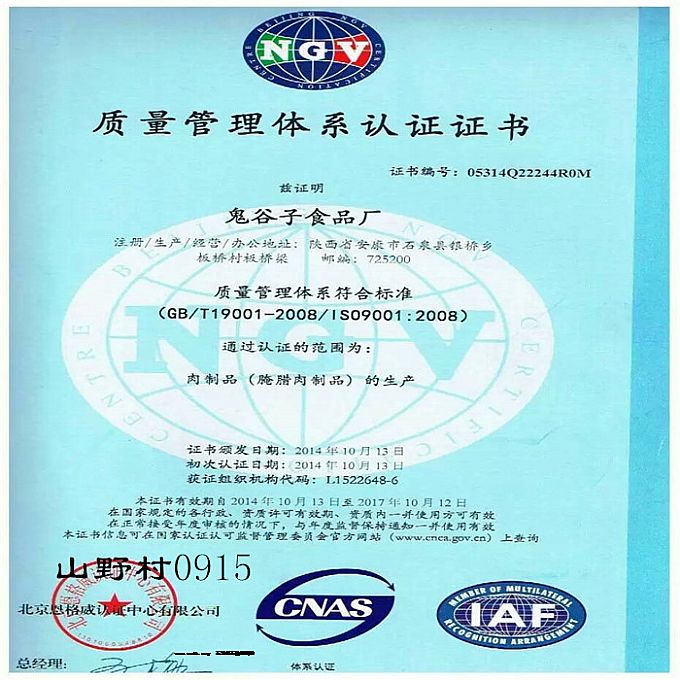 BEIJING
NGV
CENTRE CERTIFICATION
质量管理体系认证证书
证书编号：05314Q22244R0M
兹证明
鬼谷子食品厂
注册/生产/经营/办公地址：陕西省安康市石泉县银桥乡
板桥村板桥梁 邮编：725200
质量管理体系符合标准
（GB/T19001-2008/ISO9001:2008）
通过认证的范围为：
肉制品（腌腊肉制品）的生产
证书颁发日期：2014年10月13日
初次认证日期：2014年10月13日
获证组织机构代码：L1522648-6
本证书有效期自2014年10月13日至2017年10月12日
在国家规定的各行政、资质许可有效期、资质内一并使用方可有效
在正常接受年度审核的情况下，与年度监督保持通知一并使用有效
本证书信息可在国家认证认可监督管理委员会官方网站（www.cnca.gov.cn）上查询
山野村0915
北京恩格威认证中心有限公司
CNAS
MEMBER OF MULTILATERAL
IAF
RECOGNITION ARRANGEMENT
总经理：
体系认证